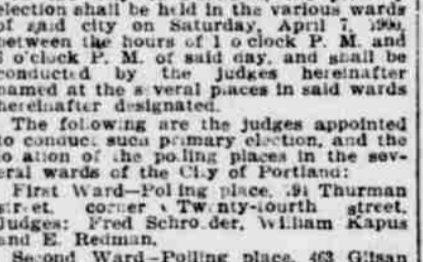 election shall be held in the various wards
of said city on Saturday, April 7,
between the hours of 1 o'clock P. M. and
o'clock P. M. of said day, and shall be
conducted by the judges hereinafter
named at the several places in said wards
hereinafter designated.
The following are the judges appointed
to conduct such primary election, and the
location of the polling places in the sev-
eral wards of the City of Portland:
First Ward—Polling place, Thurman
street, corner Twenty-fourth street.
Judges: Fred Schroeder, William Kapus
and E. Redman.
Second Ward—Polling place, 463 Glisan